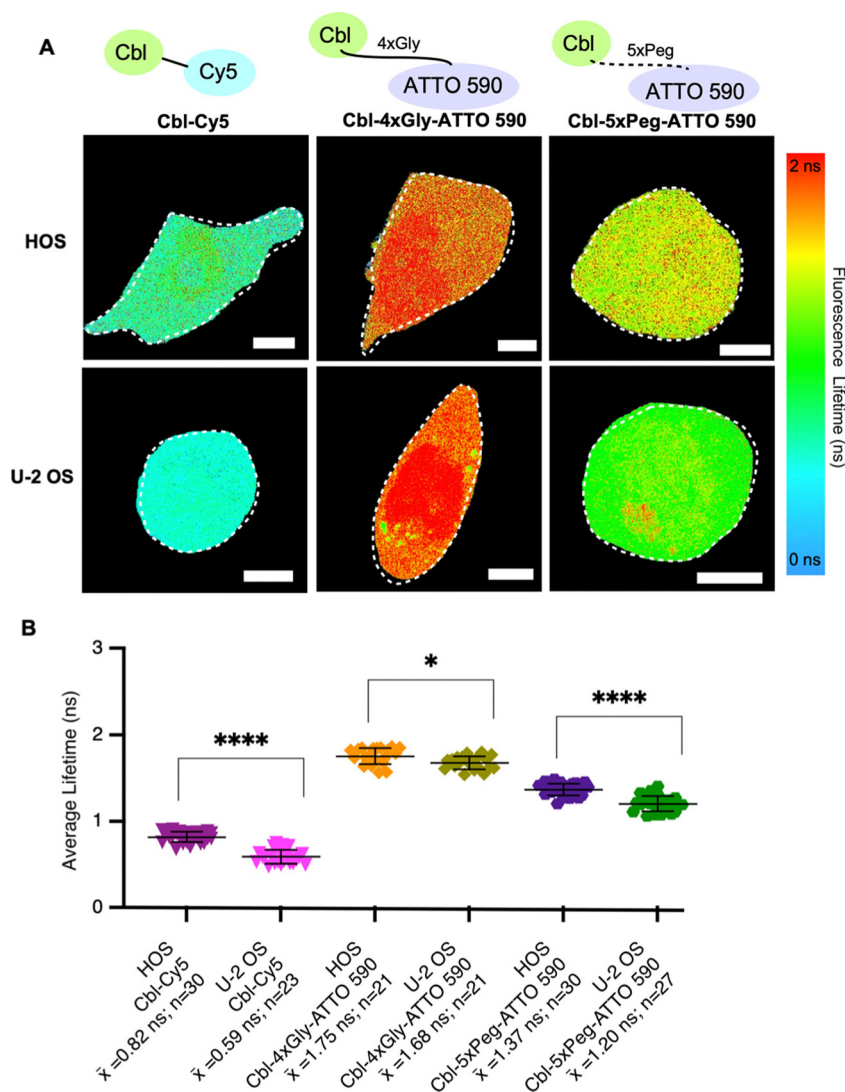 A
Cbl
Cy5
Cbl
4xGly
ATTO 590
Cbl
5xPeg
ATTO 590
Cbl-Cy5
Cbl-4xGly-ATTO 590
Cbl-5xPeg-ATTO 590
HOS
U-2 OS
2 ns
Fluorescence Lifetime (ns)
0 ns
B
Average Lifetime (ns)
3
2
1
0
****
*
****
HOS
Cbl-Cy5
x̄ =0.82 ns; n=30
U-2 OS
Cbl-Cy5
x̄ =0.59 ns; n=23
HOS
Cbl-4xGly-ATTO 590
x̄ =1.75 ns; n=21
U-2 OS
Cbl-4xGly-ATTO 590
x̄ =1.68 ns; n=21
HOS
Cbl-5xPeg-ATTO 590
x̄ =1.37 ns; n=30
U-2 OS
Cbl-5xPeg-ATTO 590
x̄ =1.20 ns; n=27